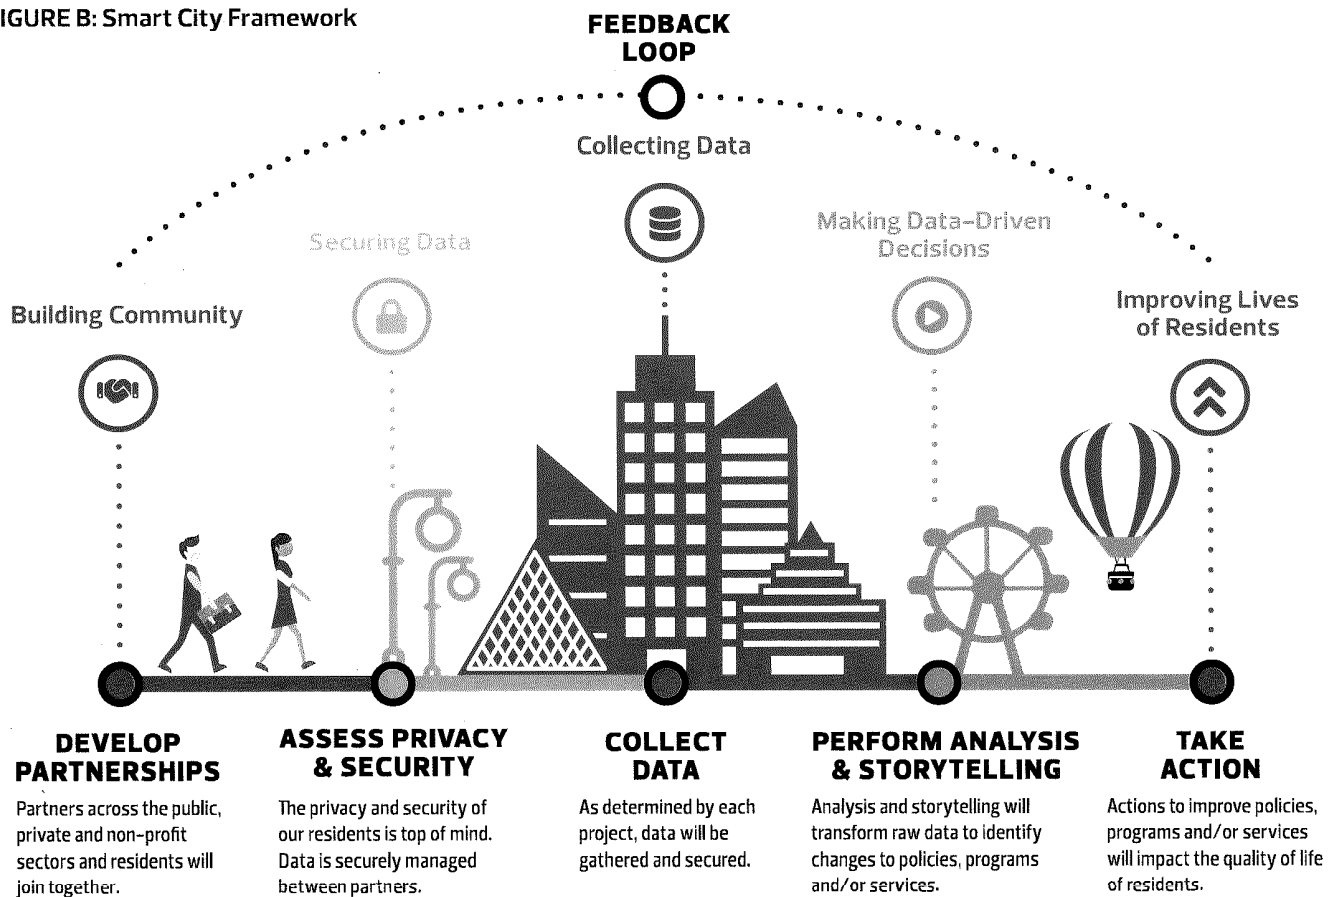 IGURE B: Smart City Framework
FEEDBACK
LOOP
Collecting Data
Securing Data
Making Data-Driven
Decisions
Building Community
Improving Lives
of Residents
DEVELOP
PARTNERSHIPS
Partners across the public,
private and non-profit
sectors and residents will
join together.
ASSESS PRIVACY
& SECURITY
The privacy and security of
our residents is top of mind.
Data is securely managed
between partners.
COLLECT
DATA
As determined by each
project, data will be
gathered and secured.
PERFORM ANALYSIS
& STORYTELLING
Analysis and storytelling will
transform raw data to identify
changes to policies, programs
and/or services.
TAKE
ACTION
Actions to improve policies,
programs and/or services
will impact the quality of life
of residents.